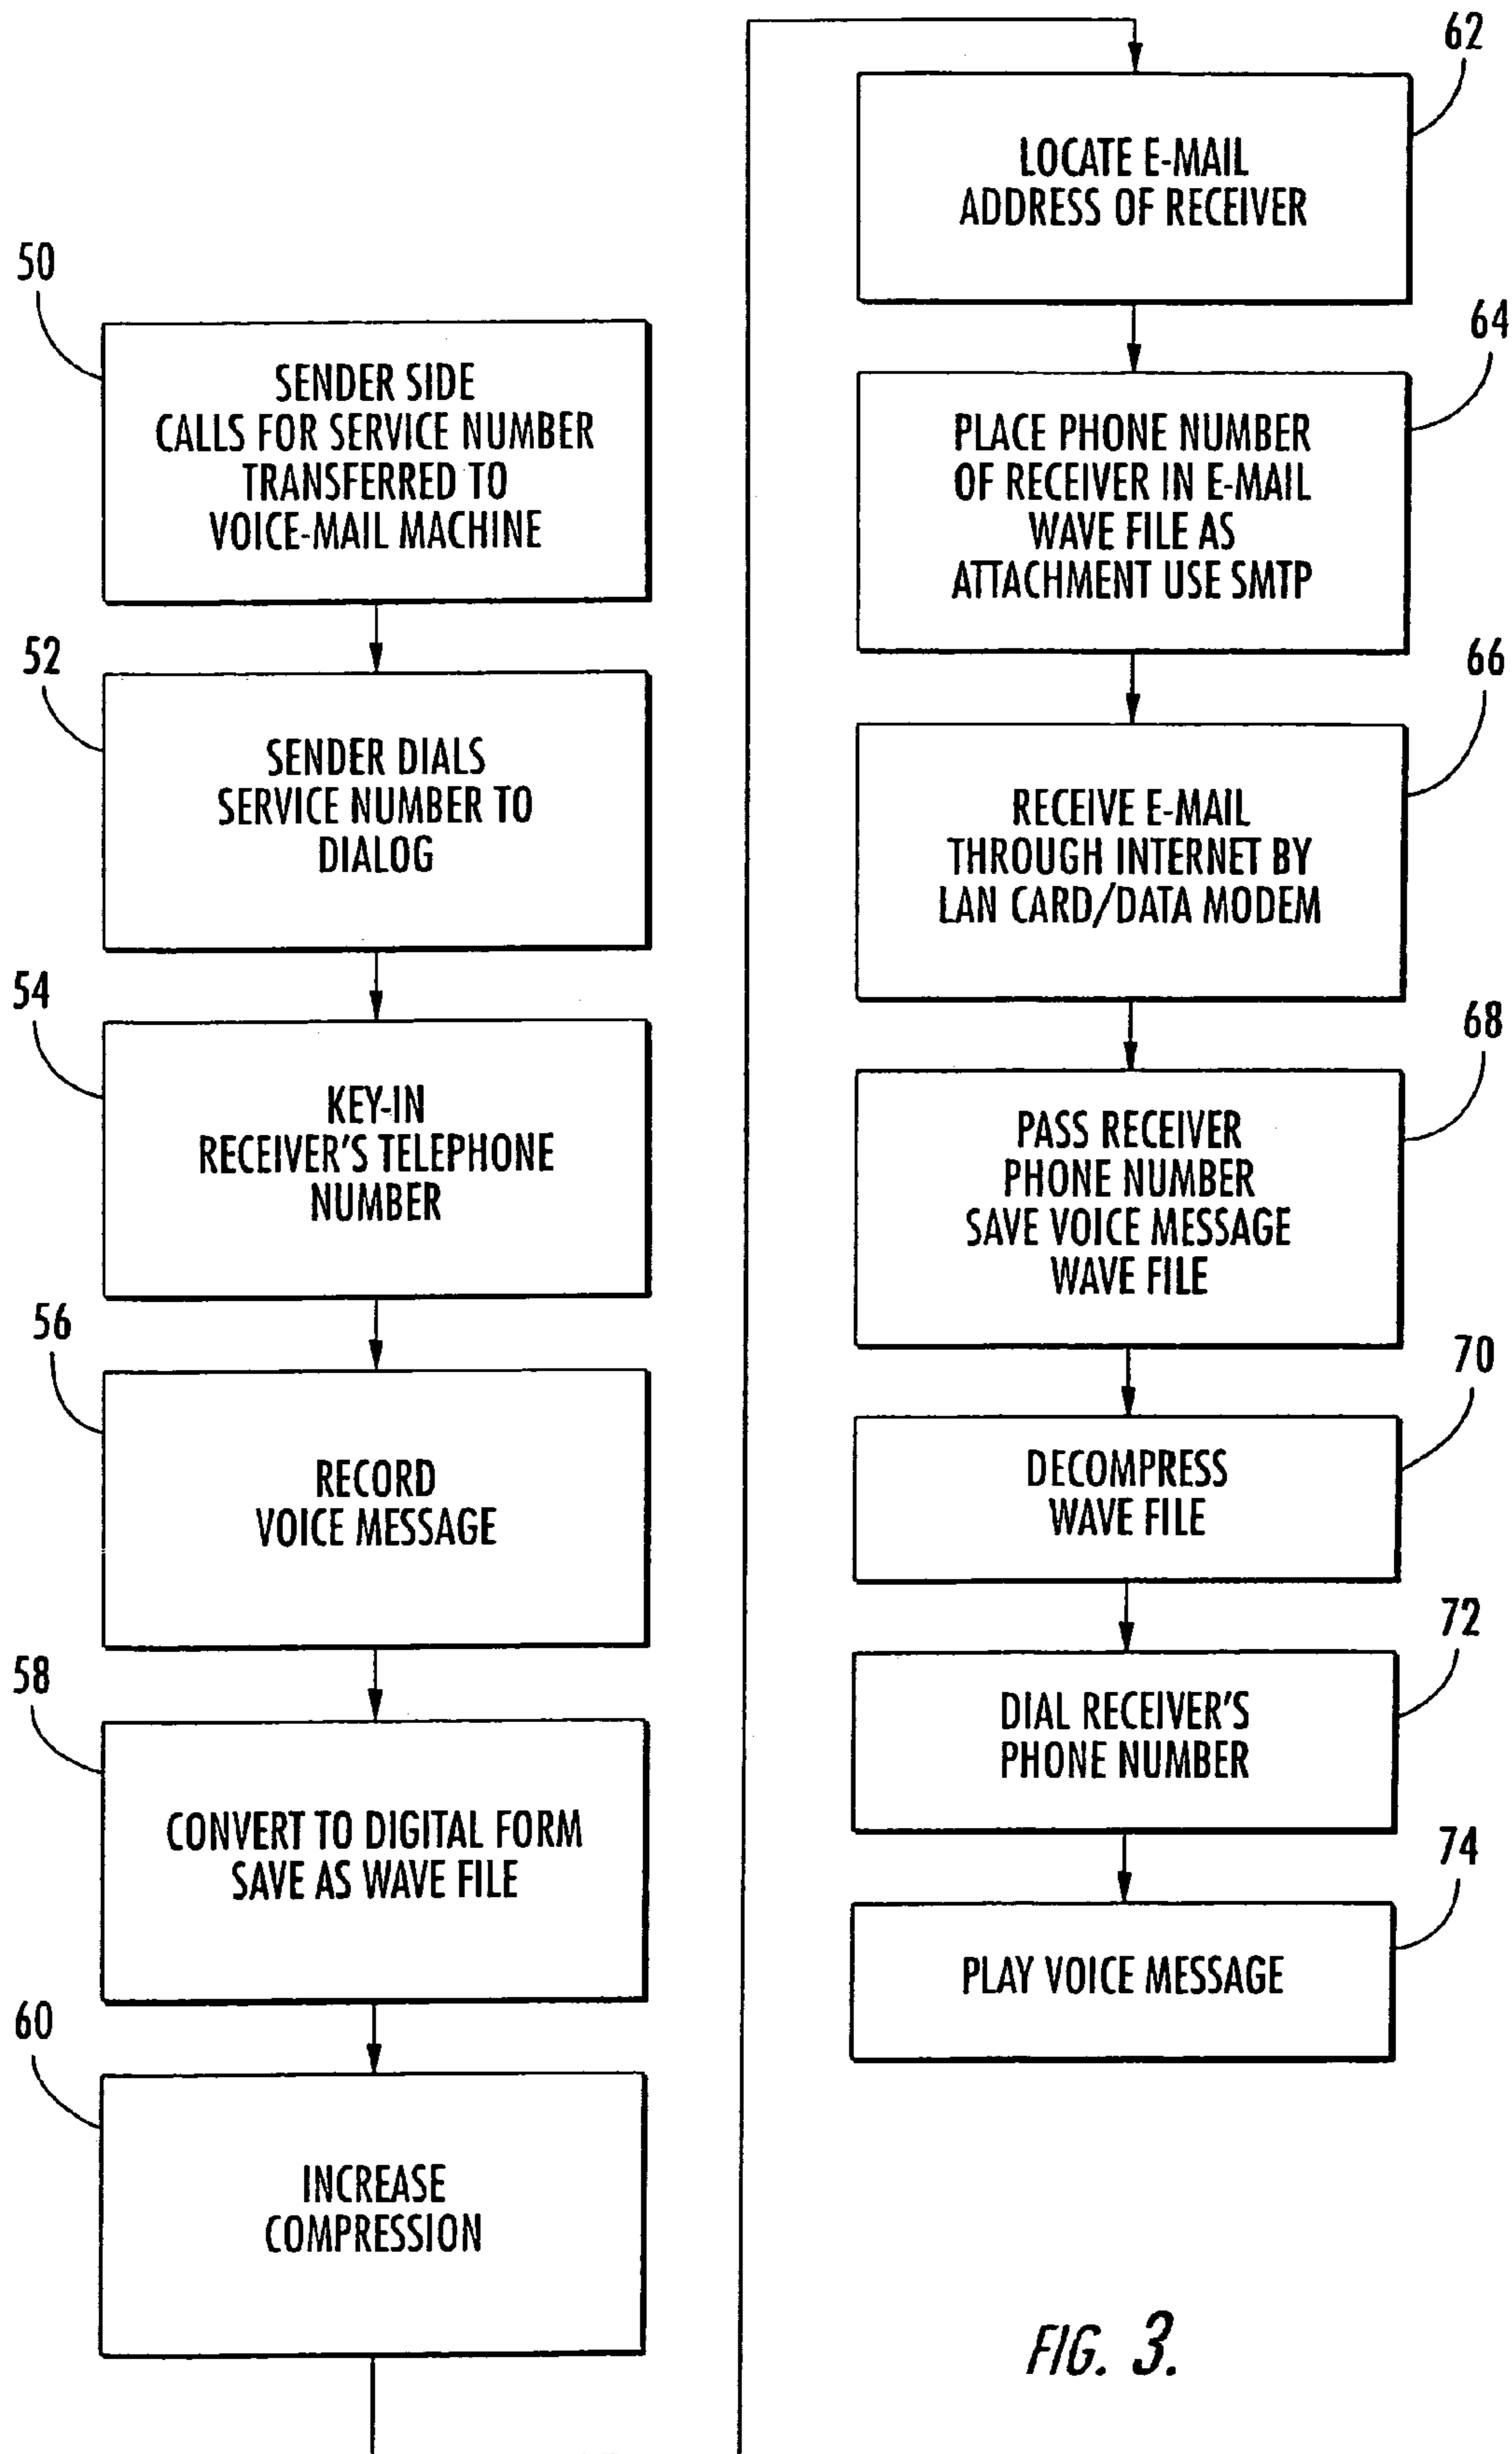 50
SENDER SIDE
CALLS FOR SERVICE NUMBER
TRANSFERRED TO
VOICE-MAIL MACHINE
52
SENDER DIALS
SERVICE NUMBER TO
DIALOG
54
KEY-IN
RECEIVER'S TELEPHONE
NUMBER
56
RECORD
VOICE MESSAGE
58
CONVERT TO DIGITAL FORM
SAVE AS WAVE FILE
60
INCREASE
COMPRESSION
62
LOCATE E-MAIL
ADDRESS OF RECEIVER
64
PLACE PHONE NUMBER
OF RECEIVER IN E-MAIL
WAVE FILE AS
ATTACHMENT USE SMTP
66
RECEIVE E-MAIL
THROUGH INTERNET BY
LAN CARD/DATA MODEM
68
PASS RECEIVER
PHONE NUMBER
SAVE VOICE MESSAGE
WAVE FILE
70
DECOMPRESS
WAVE FILE
72
DIAL RECEIVER'S
PHONE NUMBER
74
PLAY VOICE MESSAGE
FIG. 3.